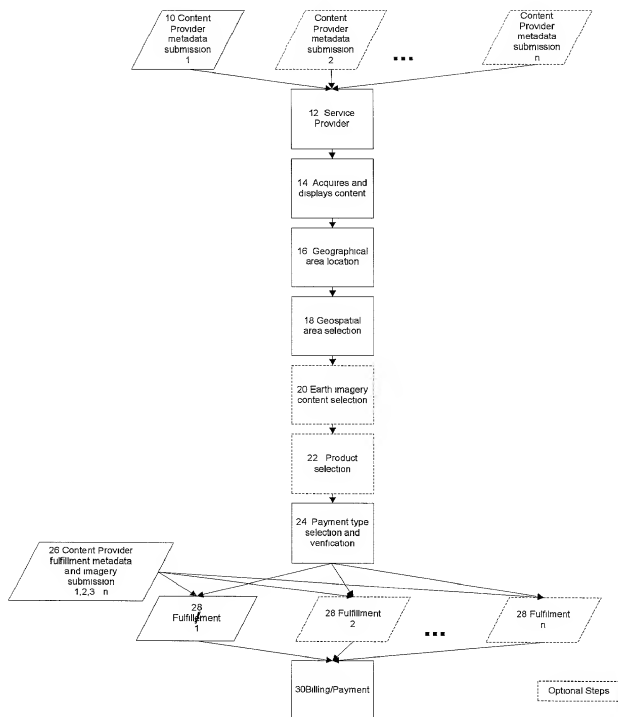 10 Content
Provider
metadata
submission
1
Content
Provider
metadata
submission
2
Content
Provider
metadata
submission
n
12 Service
Provider
14 Acquires and
displays content
16 Geographical
area location
18 Geospatial
area selection
20 Earth imagery
content selection
22 Product
selection
24 Payment type
selection and
verification
26 Content Provider
fulfillment metadata
and imagery
submission
1,2,3 n
28
Fulfillment
1
28 Fulfillment
2
28 Fulfilment
n
30Billing/Payment
Optional Steps